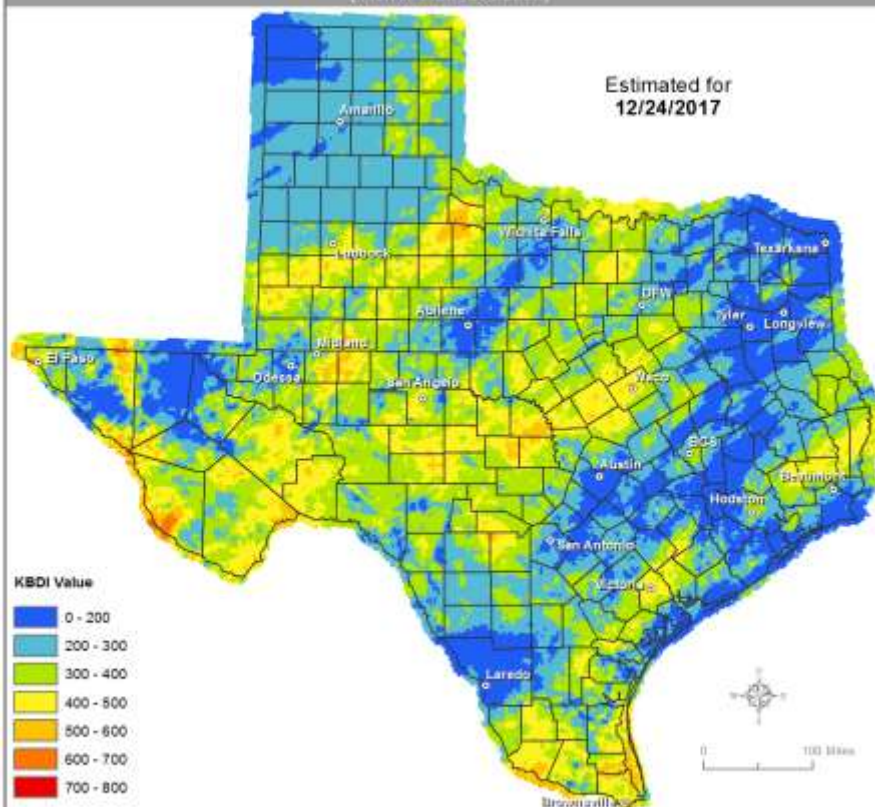 Estimated for
12/24/2017
Amarillo
Wichita Falls
Texarkana
Lubbock
DFW
Abilene
Tyler
Longview
El Paso
Midland
Odessa
San Angelo
Waco
BCS
Austin
Beaumont
Houston
San Antonio
Victoria
Laredo
Brownsville
KBDI Value
0 - 200
200 - 300
300 - 400
400 - 500
500 - 600
600 - 700
700 - 800
0 100 Miles